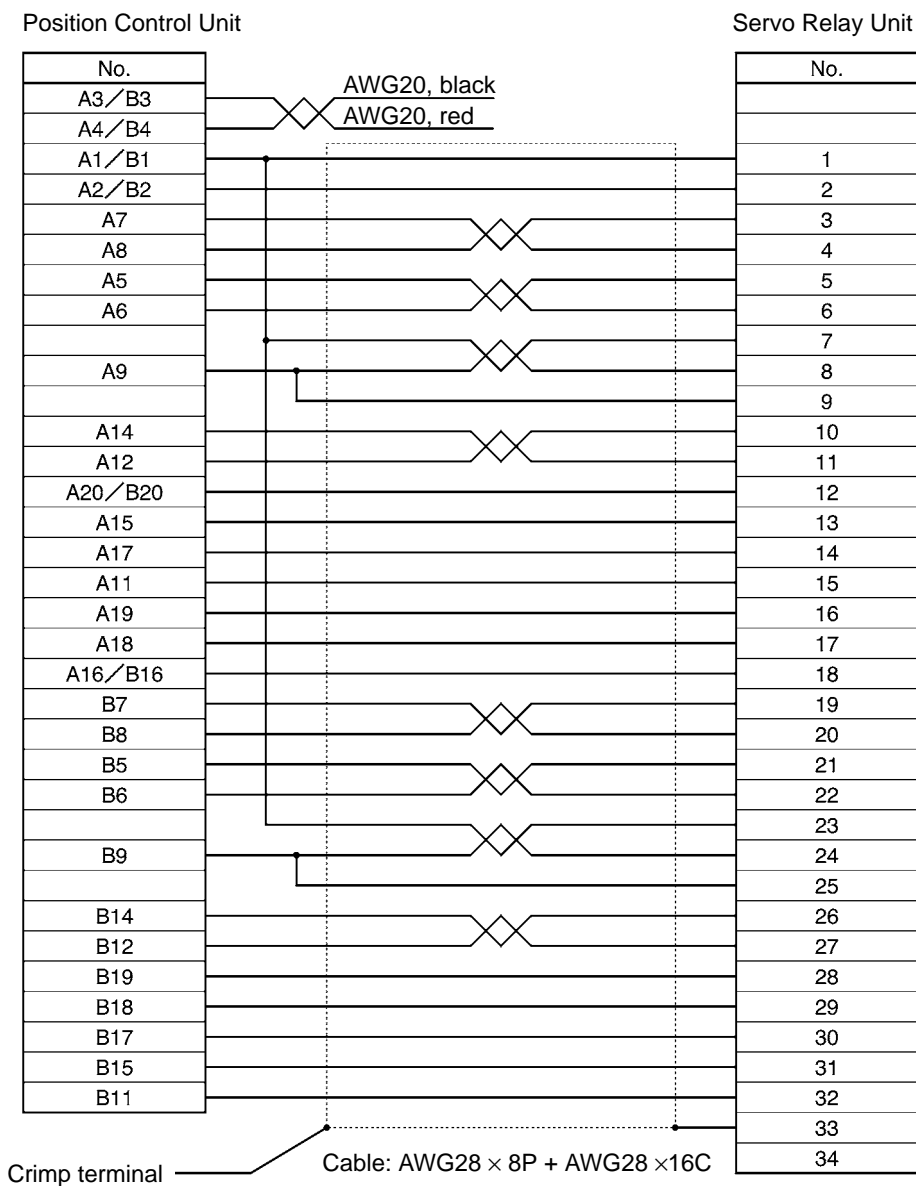 Position Control Unit
Servo Relay Unit
No.
No.
A3/B3
AWG20, black
A4/B4
AWG20, red
A1/B1
1
A2/B2
2
A7
3
A8
4
A5
5
A6
6
7
A9
8
9
A14
10
A12
11
A20/B20
12
A15
13
A17
14
A11
15
A19
16
A18
17
A16/B16
18
B7
19
B8
20
B5
21
B6
22
23
B9
24
25
B14
26
B12
27
B19
28
B18
29
B17
30
B15
31
B11
32
33
34
Crimp terminal
Cable: AWG28 × 8P + AWG28 ×16C